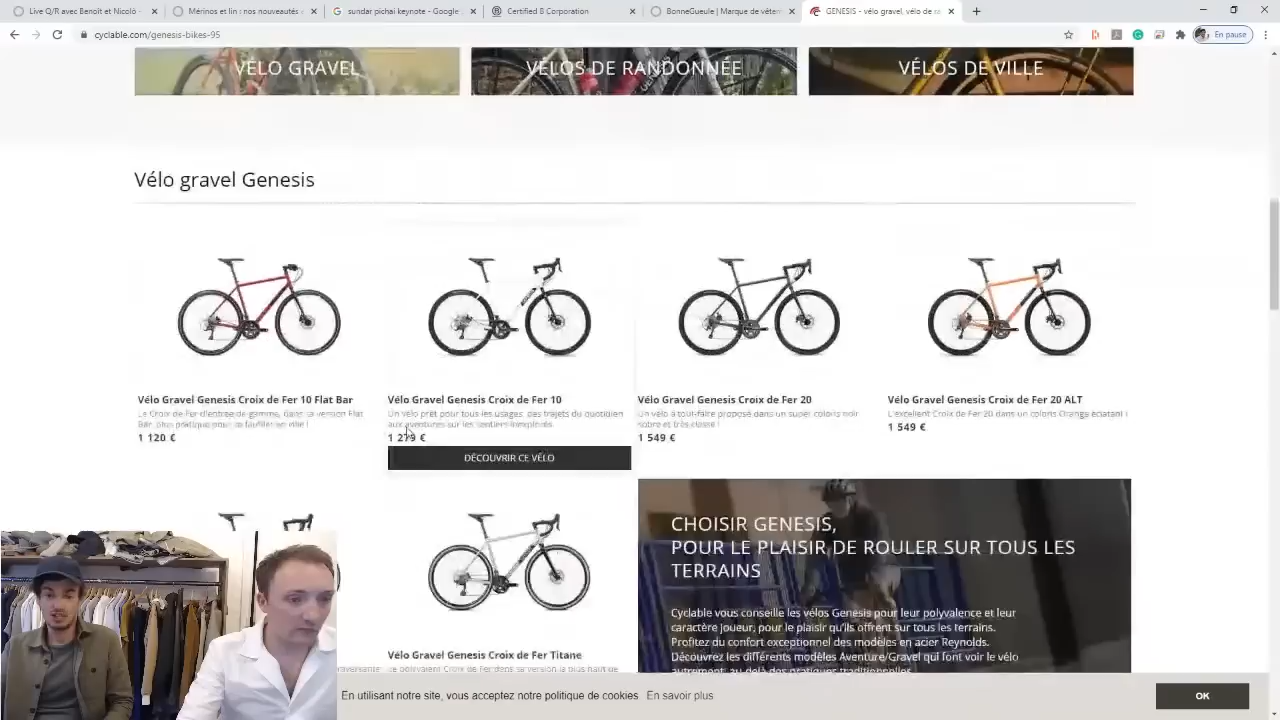 Live Q/R avec Benoît et Nicolò -
Mérinos et lin : nos nouveautés
sundar pichai keynote - Google
Certified B Corporation
BonneGueule | Marque de vêtem
GENESIS - vélo gravel, vélo de
cyclable.com/genesis-bikes-95
En pause
VÉLO GRAVEL
VÉLOS DE RANDONNÉE
VÉLOS DE VILLE
Vélo gravel Genesis
Vélo Gravel Genesis Croix de Fer 10 Flat Bar
Le Croix de Fer d'entrée de gamme, dans sa version Flat
Bar, plus pratique pour se faufiler en ville !
1 120 €
Vélo Gravel Genesis Croix de Fer 10
Un vélo prêt pour tous les usages, des trajets du quotidien
aux aventures sur les sentiers inexplorés.
1 279 €
DÉCOUVRIR CE VÉLO
Vélo Gravel Genesis Croix de Fer 20
Un vélo à tout-faire proposé dans un super coloris noir
sobre et très classe !
1 549 €
Vélo Gravel Genesis Croix de Fer 20 ALT
L'excellent Croix de Fer 20 dans un coloris Orange éclatant !
1 549 €
Vélo Gravel Genesis Croix de Fer Titane
CHOISIR GENESIS,
POUR LE PLAISIR DE ROULER SUR TOUS LES
TERRAINS
Cyclable vous conseille les vélos Genesis pour leur polyvalence et leur
caractère joueur, pour le plaisir qu'ils offrent sur tous les terrains.
Profitez du confort exceptionnel des modèles en acier Reynolds.
Découvrez les différents modèles Aventure/Gravel qui font voir le vélo
autrement, au-delà des pratiques traditionnelles.
En utilisant notre site, vous acceptez notre politique de cookies
En savoir plus
OK